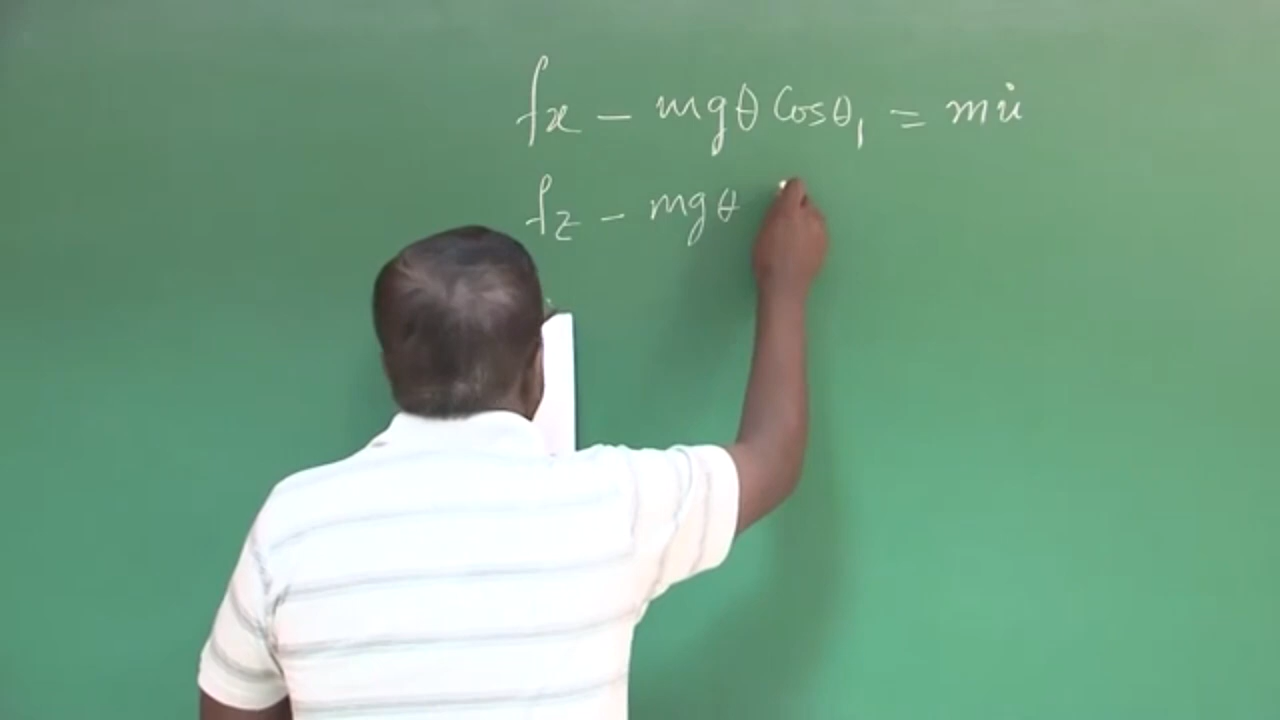 fx - mgθ Cosθ₁ = mu̇
fz - mgθ